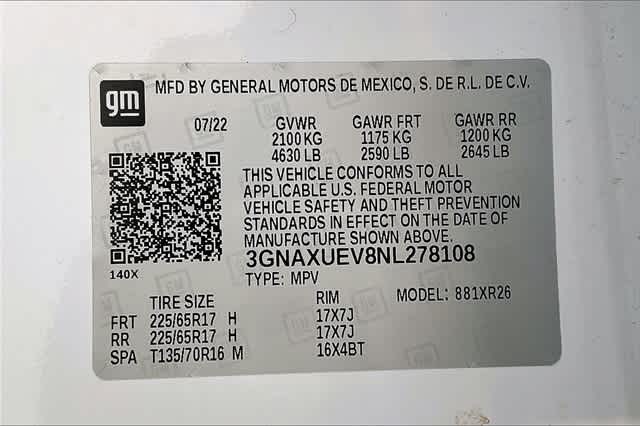 gm
MFD BY GENERAL MOTORS DE MEXICO, S. DE R.L. DE C.V.
07/22 GVWR GAWR FRT GAWR RR
2100 KG 1175 KG 1200 KG
4630 LB 2590 LB 2645 LB
THIS VEHICLE CONFORMS TO ALL
APPLICABLE U.S. FEDERAL MOTOR
VEHICLE SAFETY AND THEFT PREVENTION
STANDARDS IN EFFECT ON THE DATE OF
MANUFACTURE SHOWN ABOVE.
3GNAXUEV8NL278108
140X
TYPE: MPV
TIRE SIZE RIM MODEL: 881XR26
FRT 225/65R17 H 17X7J
RR 225/65R17 H 17X7J
SPA T135/70R16 M 16X4BT